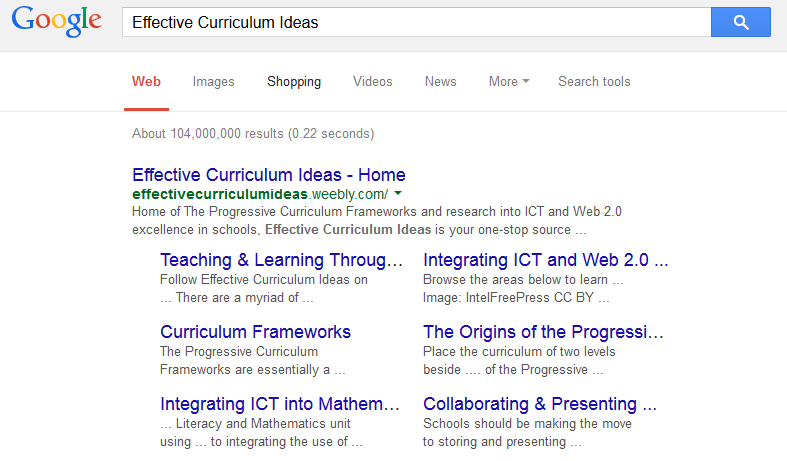 Google
Effective Curriculum Ideas
Web Images Shopping Videos News More Search tools
About 104,000,000 results (0.22 seconds)
Effective Curriculum Ideas - Home
effectivecurriculumideas.weebly.com/
Home of The Progressive Curriculum Frameworks and research into ICT and Web 2.0
excellence in schools, Effective Curriculum Ideas is your one-stop source ...
Teaching & Learning Throug...
Follow Effective Curriculum Ideas on
... There are a myriad of ...
Integrating ICT and Web 2.0 ...
Browse the areas below to learn ...
Image: IntelFreePress CC BY ...
Curriculum Frameworks
The Progressive Curriculum
Frameworks are essentially a ...
The Origins of the Progressi...
Place the curriculum of two levels
beside .... of the Progressive ...
Integrating ICT into Mathem...
... Literacy and Mathematics unit
using ... to integrating the use of ...
Collaborating & Presenting ...
Schools should be making the move
to storing and presenting ...